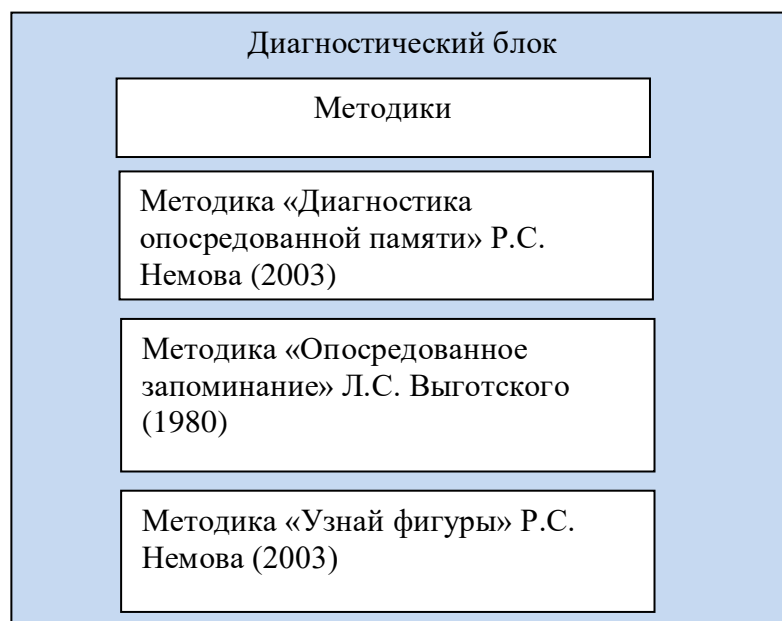 Диагностический блок
Методики
Методика «Диагностика
опосредованной памяти» Р.С.
Немова (2003)
Методика «Опосредованное
запоминание» Л.С. Выготского
(1980)
Методика «Узнай фигуры» Р.С.
Немова (2003)